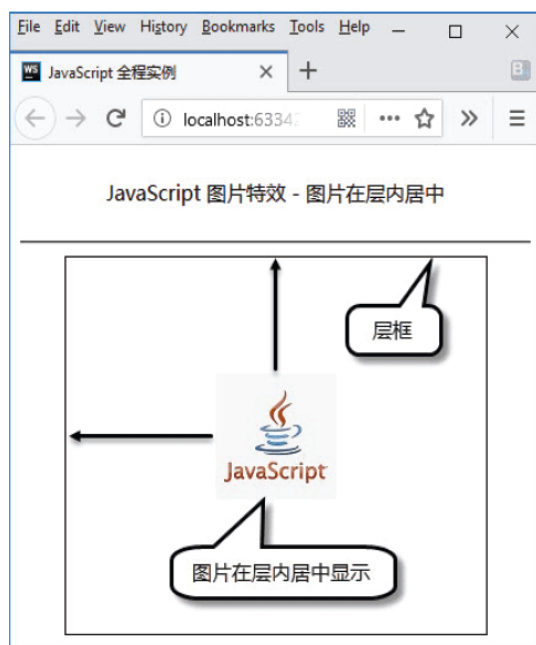 File Edit View History Bookmarks Tools Help
JavaScript 全程实例
localhost:6334
JavaScript 图片特效 - 图片在层内居中
层框
JavaScript
图片在层内居中显示